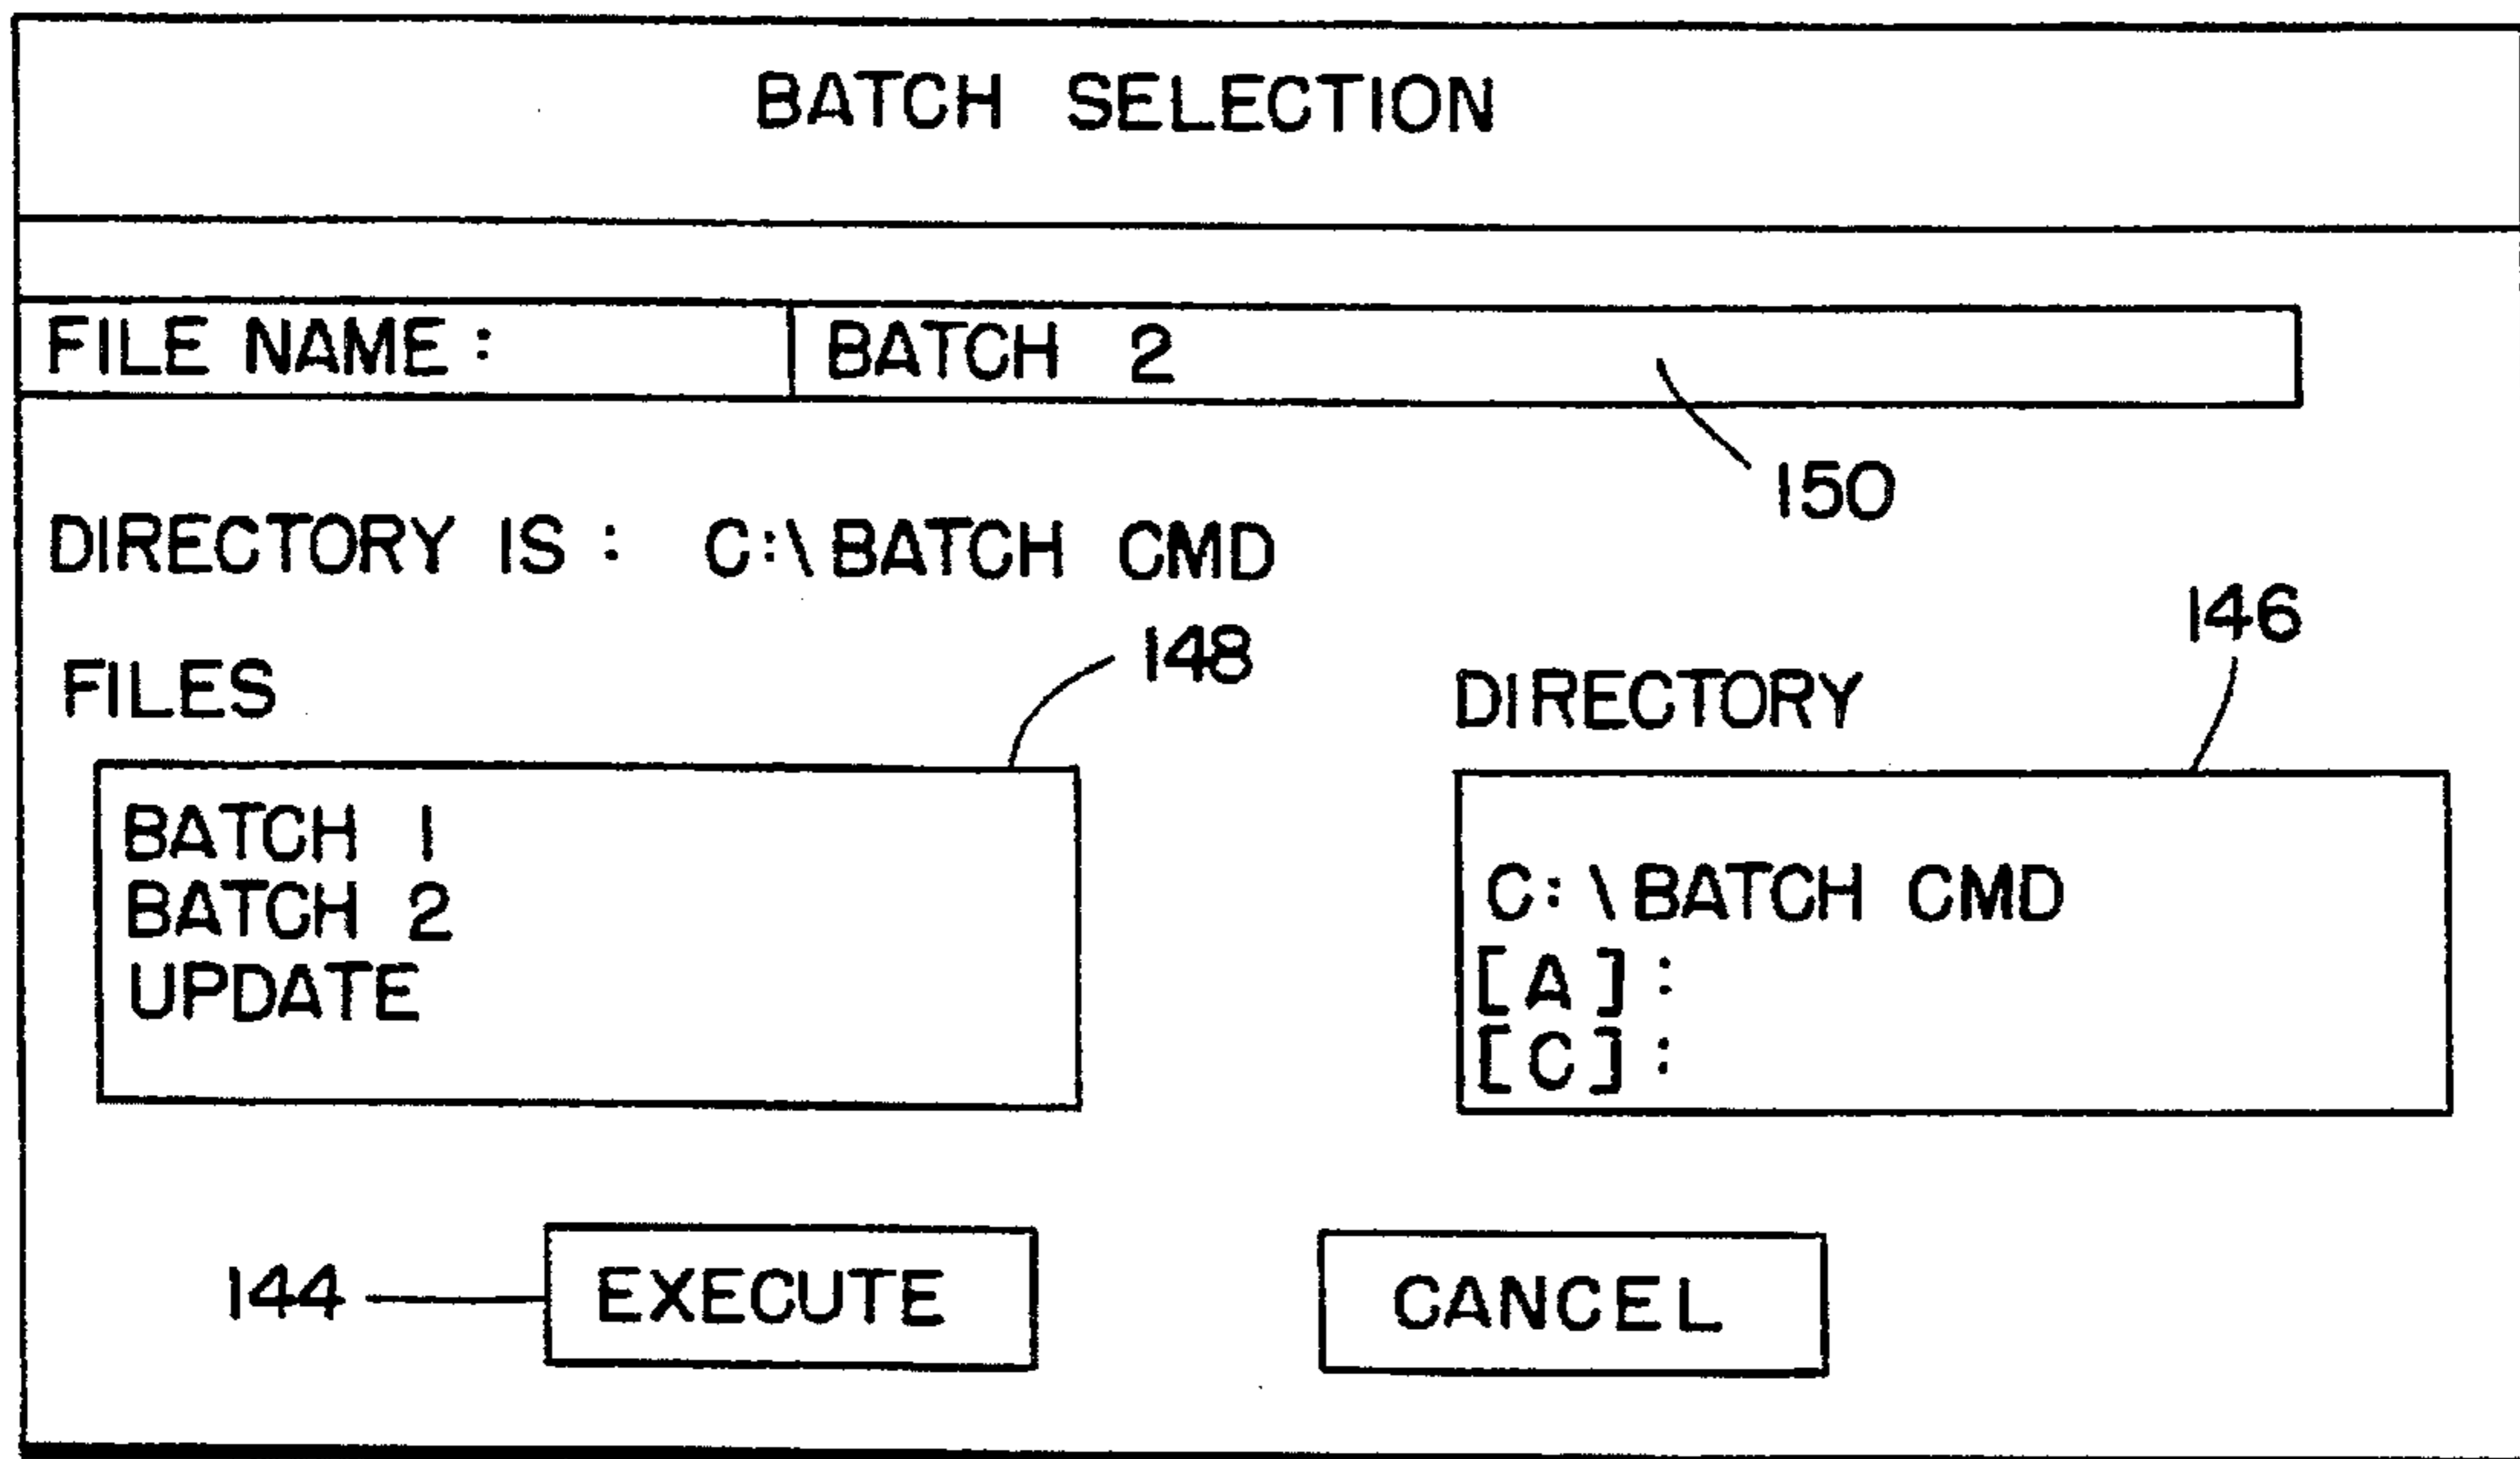 BATCH SELECTION
FILE NAME: BATCH 2
150
DIRECTORY IS: C:\BATCH CMD
146
148
FILES
DIRECTORY
BATCH 1
BATCH 2
UPDATE
C:\BATCH CMD
[A]:
[C]:
144
EXECUTE
CANCEL